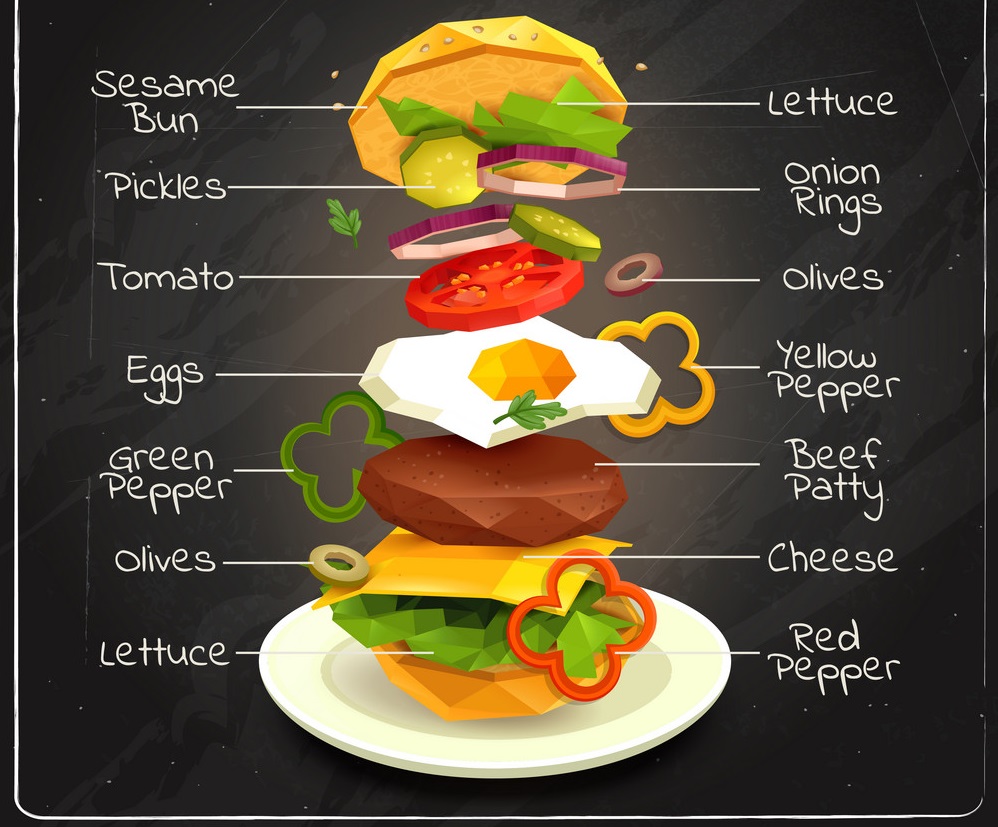 Sesame
Bun
Lettuce
Pickles
Onion
Rings
Tomato
Olives
Eggs
Yellow
Pepper
Green
Pepper
Beef
Patty
Olives
Cheese
Lettuce
Red
Pepper